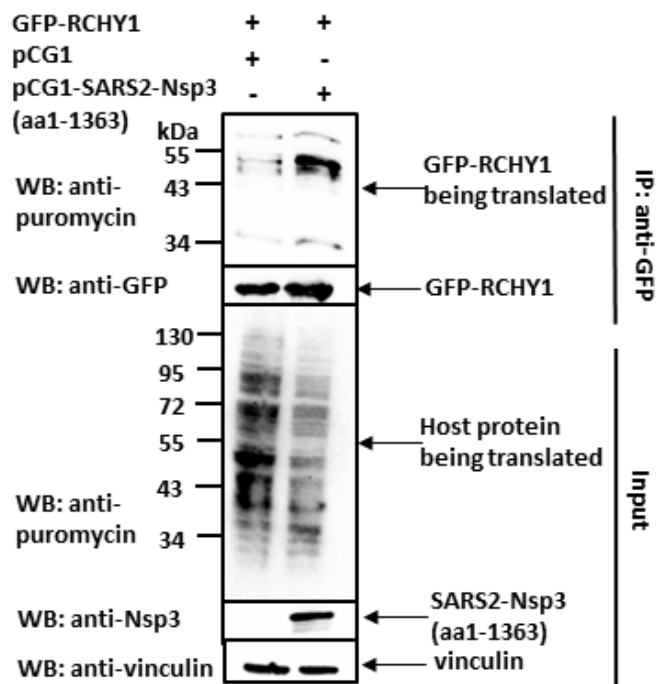 GFP-RCHY1 + +
pCG1 + -
pCG1-SARS2-Nsp3 - +
(aa1-1363)
kDa
55
43
34
WB: anti-
puromycin
GFP-RCHY1
being translated
WB: anti-GFP
GFP-RCHY1
IP: anti-GFP
130
95
72
55
43
34
WB: anti-
puromycin
Host protein
being translated
WB: anti-Nsp3
SARS2-Nsp3
(aa1-1363)
WB: anti-vinculin
vinculin
Input